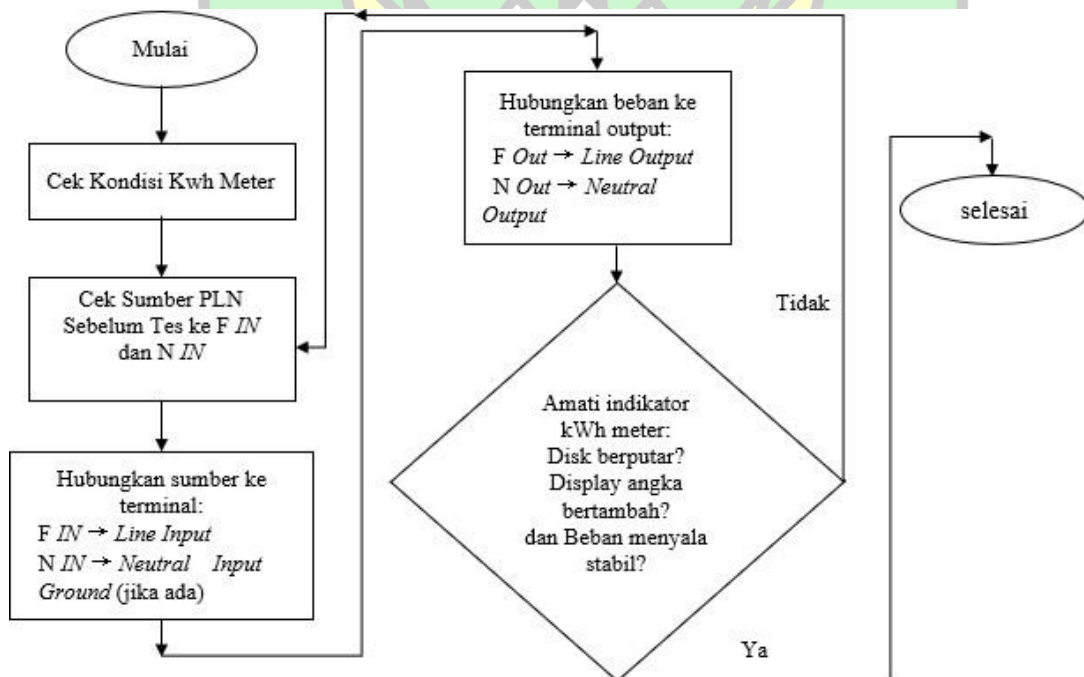 Mulai
Cek Kondisi Kwh Meter
Cek Sumber PLN
Sebelum Tes ke F IN
dan N IN
Hubungkan sumber ke
terminal:
F IN → Line Input
N IN → Neutral Input
Ground (jika ada)
Hubungkan beban ke
terminal output:
F Out → Line Output
N Out → Neutral
Output
Amati indikator
kWh meter:
Disk berputar?
Display angka
bertambah?
dan Beban menyala
stabil?
Tidak
Ya
selesai